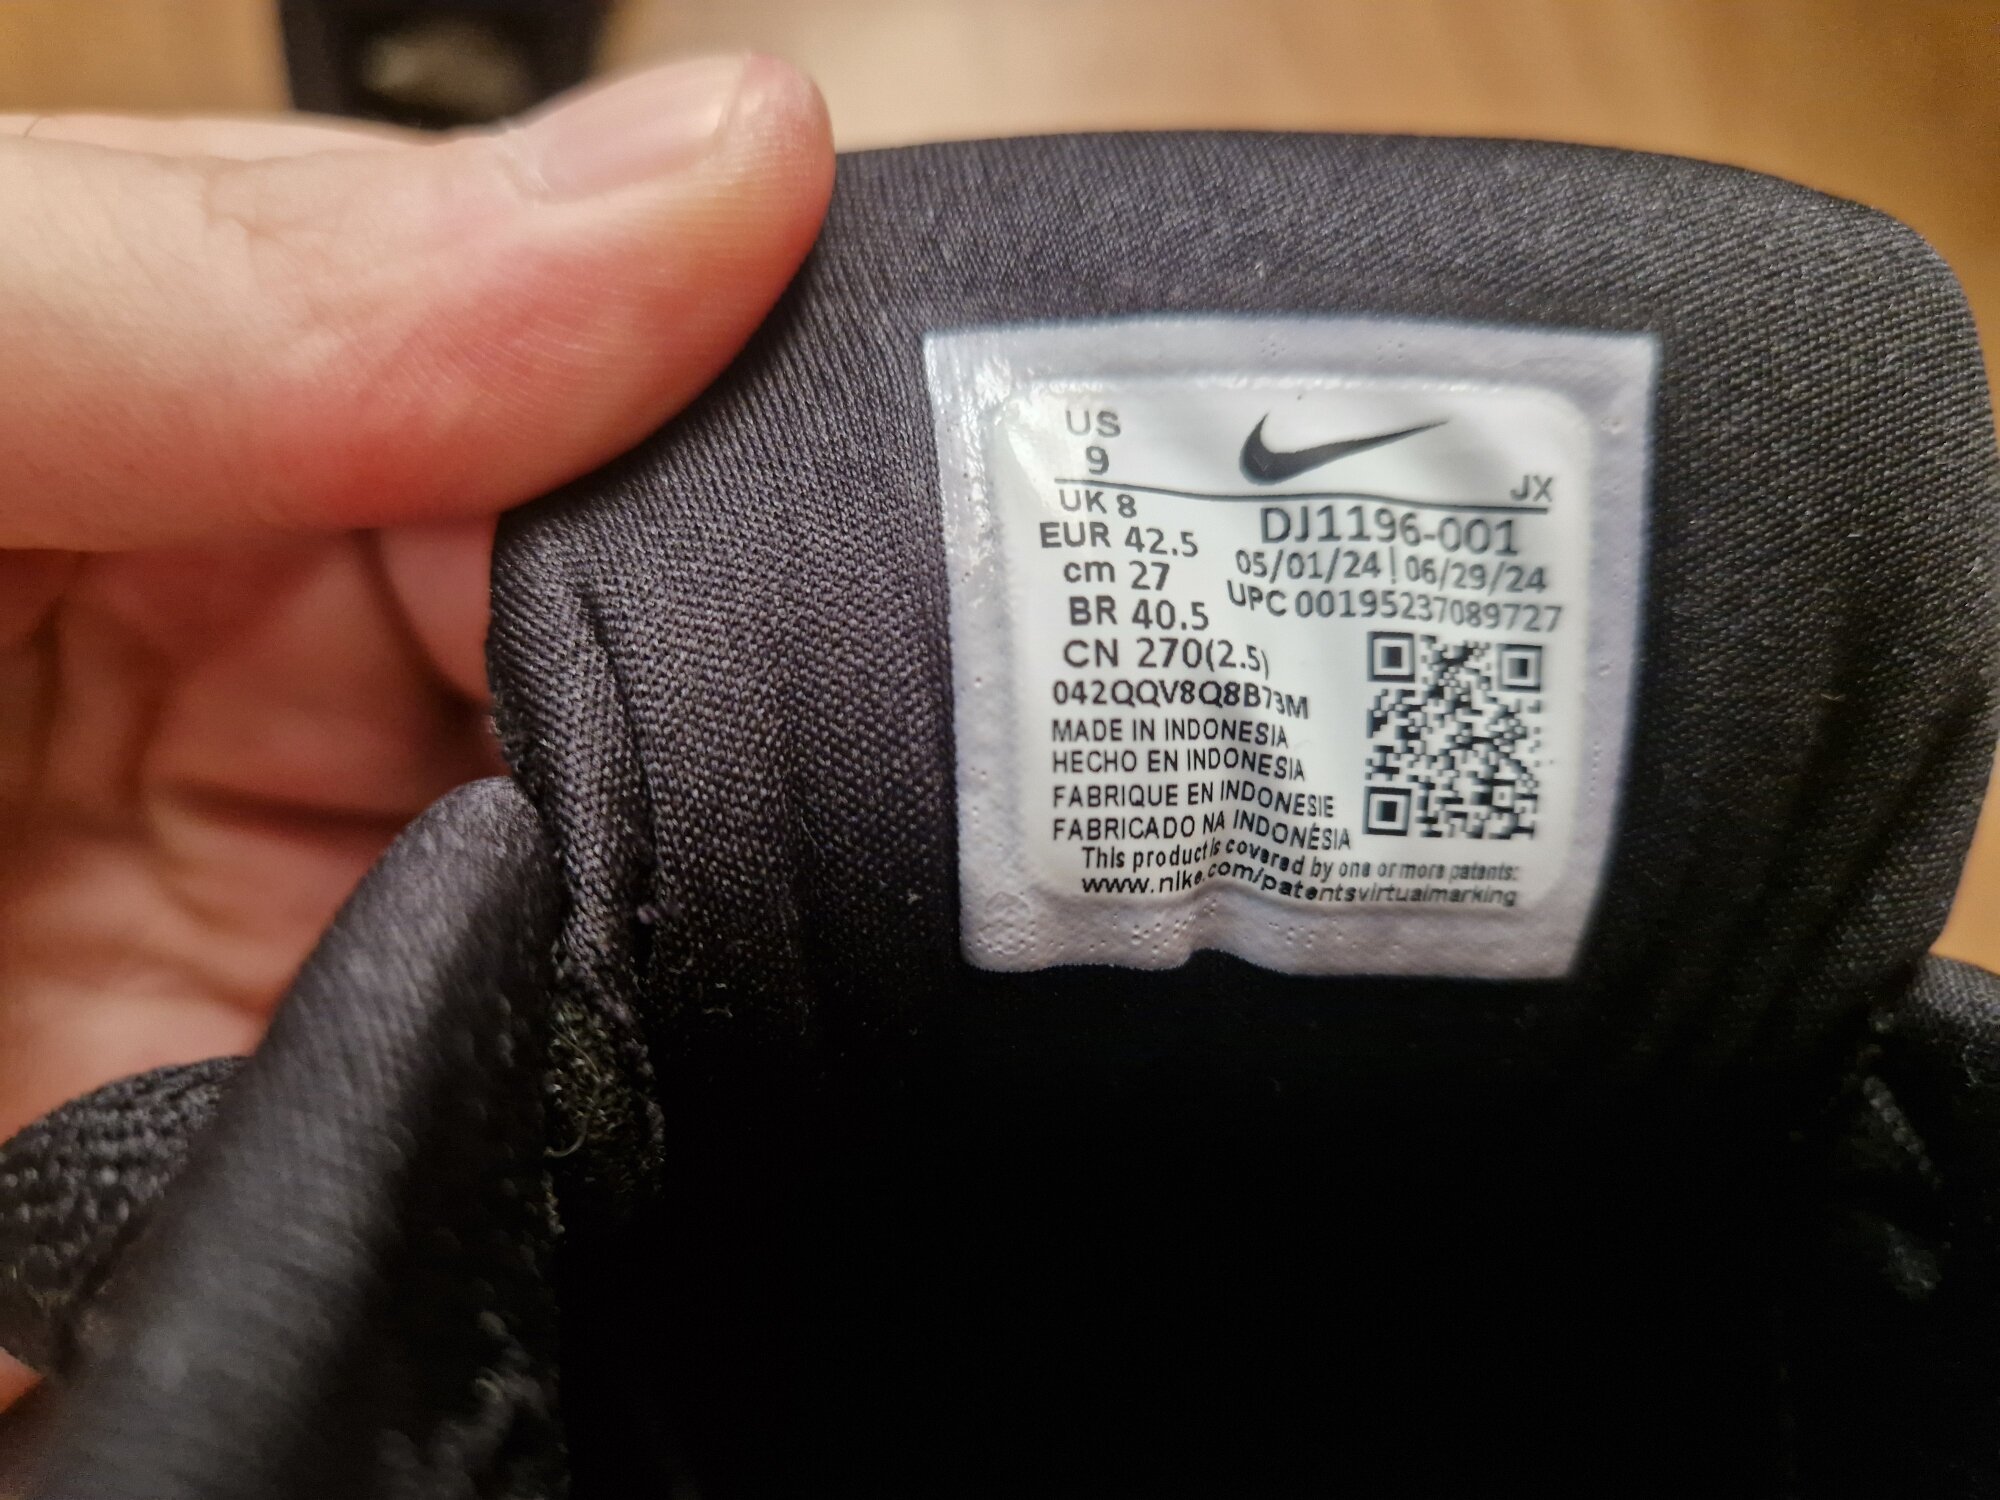 US
9
JX
UK 8
EUR 42.5
cm 27
BR 40.5
CN 270(2.5)
DJ1196-001
05/01/24|06/29/24
UPC 00195237089727
042QQV8Q8B73M
MADE IN INDONESIA
HECHO EN INDONESIA
FABRIQUE EN INDONESIE
FABRICADO NA INDONÉSIA
This product is covered by one or more patents:
www.nike.com/patentsvirtualmarking